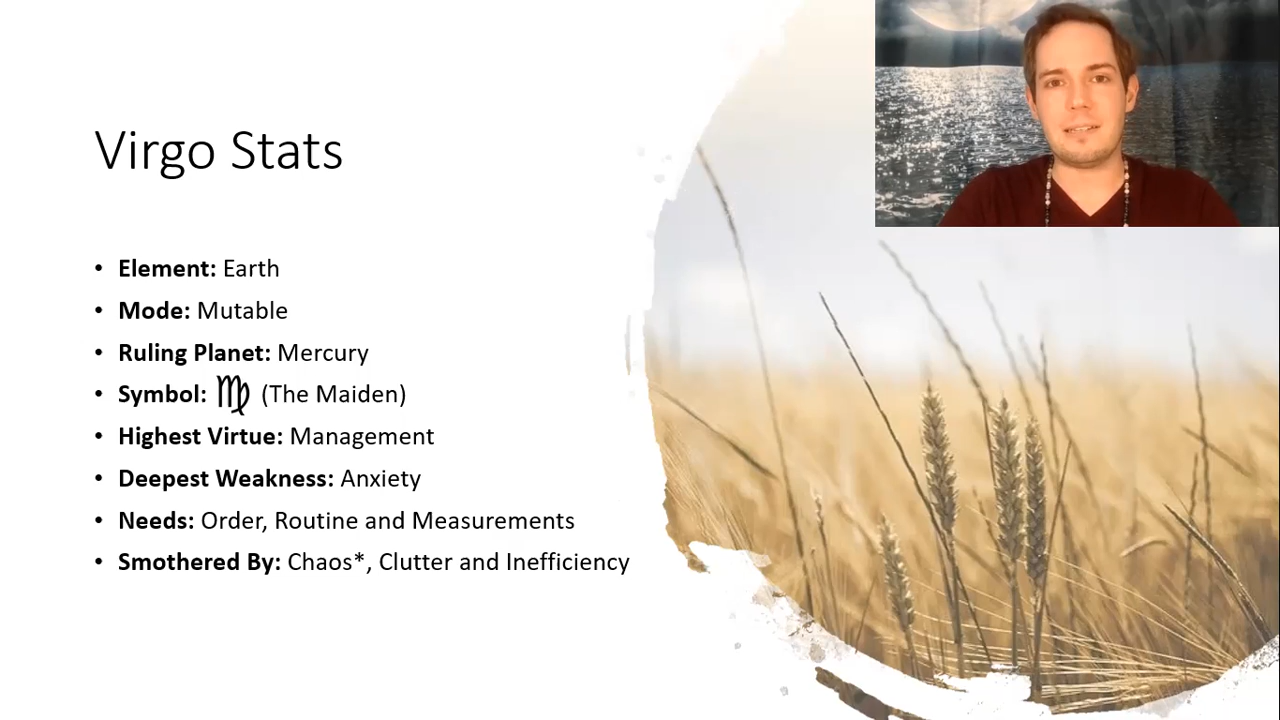 Virgo Stats
• Element: Earth
• Mode: Mutable
• Ruling Planet: Mercury
• Symbol: ♍ (The Maiden)
• Highest Virtue: Management
• Deepest Weakness: Anxiety
• Needs: Order, Routine and Measurements
• Smothered By: Chaos*, Clutter and Inefficiency